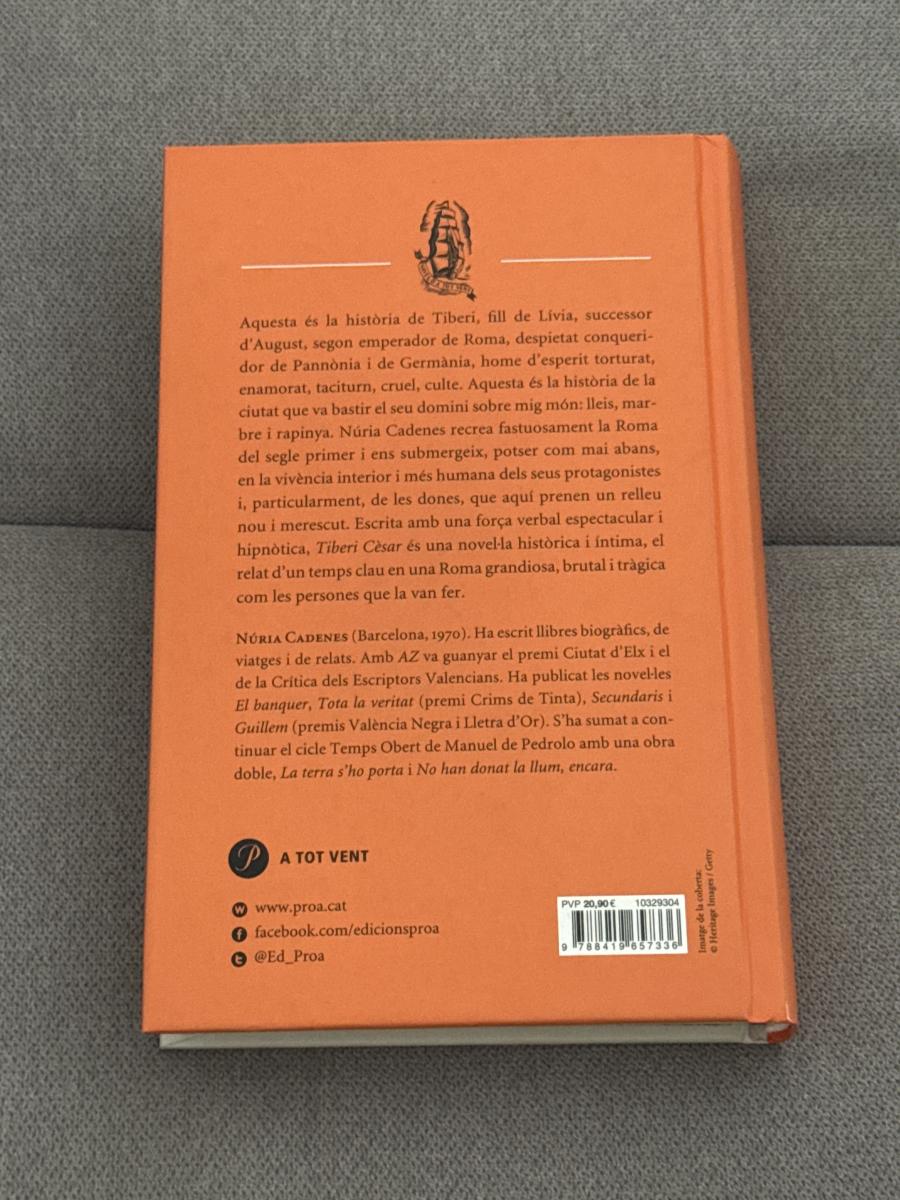 Aquesta és la història de Tiberi, fill de Lívia, successor
d'August, segon emperador de Roma, despietat conqueri-
dor de Pannònia i de Germània, home d'esperit torturat,
enamorat, taciturn, cruel, culte. Aquesta és la història de la
ciutat que va bastir el seu domini sobre mig món: lleis, mar-
bre i rapinya. Núria Cadenes recrea fastuosament la Roma
del segle primer i ens submergeix, potser com mai abans,
en la vivència interior i més humana dels seus protagonistes
i, particularment, de les dones, que aquí prenen un relleu
nou i merescut. Escrita amb una força verbal espectacular i
hipnòtica, Tiberi Cèsar és una novel·la històrica i íntima, el
relat d'un temps clau en una Roma grandiosa, brutal i tràgica
com les persones que la van fer.
Núria Cadenes (Barcelona, 1970). Ha escrit llibres biogràfics, de
viatges i de relats. Amb AZ va guanyar el premi Ciutat d'Elx i el
de la Crítica dels Escriptors Valencians. Ha publicat les novel·les
El banquer, Tota la veritat (premi Crims de Tinta), Secundaris i
Guillem (premis València Negra i Lletra d'Or). S'ha sumat a con-
tinuar el cicle Temps Obert de Manuel de Pedrolo amb una obra
doble, La terra s'ho porta i No han donat la llum, encara.
P A TOT VENT
w www.proa.cat
f facebook.com/edicionsproa
t @Ed_Proa
PVP 20,90 € 10329304
9 788419 657336
Imatge de la coberta:
© Heritage Images / Getty